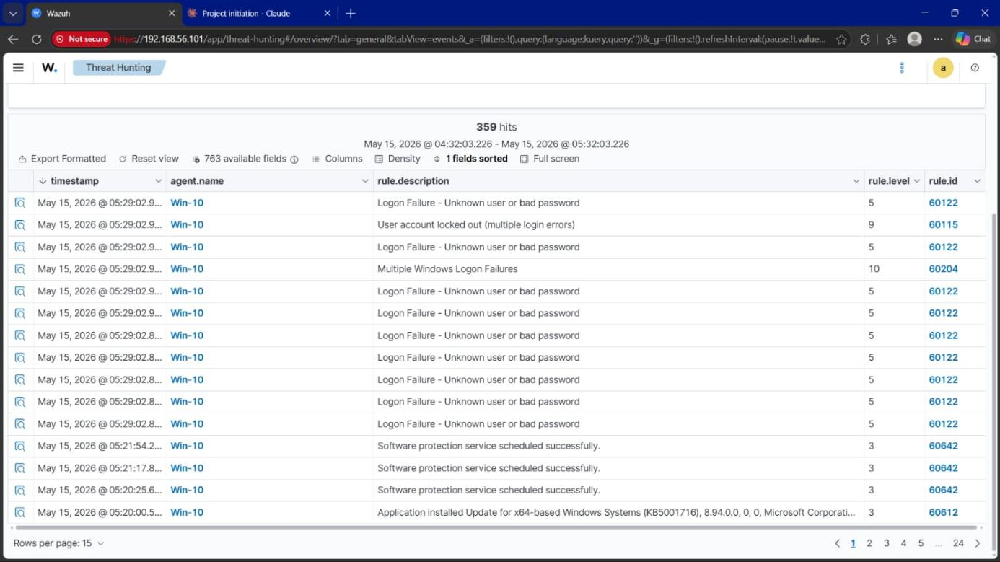 Wazuh
Project initiation - Claude
Not secure https://192.168.56.101/app/threat-hunting#/overview/?tab=general&tabView=events&_a=(filters:!(),query:(language:kuery,query:''))&_g=(filters:!(),refreshInterval:(pause:!t,value... Chat
W. Threat Hunting a
359 hits
May 15, 2026 @ 04:32:03.226 - May 15, 2026 @ 05:32:03.226
Export Formatted Reset view 763 available fields Columns Density 1 fields sorted Full screen
timestamp agent.name rule.description rule.level rule.id
May 15, 2026 @ 05:29:02.9... Win-10 Logon Failure - Unknown user or bad password 5 60122
May 15, 2026 @ 05:29:02.9... Win-10 User account locked out (multiple login errors) 9 60115
May 15, 2026 @ 05:29:02.9... Win-10 Logon Failure - Unknown user or bad password 5 60122
May 15, 2026 @ 05:29:02.9... Win-10 Multiple Windows Logon Failures 10 60204
May 15, 2026 @ 05:29:02.9... Win-10 Logon Failure - Unknown user or bad password 5 60122
May 15, 2026 @ 05:29:02.9... Win-10 Logon Failure - Unknown user or bad password 5 60122
May 15, 2026 @ 05:29:02.8... Win-10 Logon Failure - Unknown user or bad password 5 60122
May 15, 2026 @ 05:29:02.8... Win-10 Logon Failure - Unknown user or bad password 5 60122
May 15, 2026 @ 05:29:02.8... Win-10 Logon Failure - Unknown user or bad password 5 60122
May 15, 2026 @ 05:29:02.8... Win-10 Logon Failure - Unknown user or bad password 5 60122
May 15, 2026 @ 05:29:02.8... Win-10 Logon Failure - Unknown user or bad password 5 60122
May 15, 2026 @ 05:21:54.2... Win-10 Software protection service scheduled successfully. 3 60642
May 15, 2026 @ 05:21:17.8... Win-10 Software protection service scheduled successfully. 3 60642
May 15, 2026 @ 05:20:25.6... Win-10 Software protection service scheduled successfully. 3 60642
May 15, 2026 @ 05:20:00.5... Win-10 Application installed Update for x64-based Windows Systems (KB5001716), 8.94.0.0, 0, 0, Microsoft Corporati... 3 60612
Rows per page: 15 1 2 3 4 5 ... 24